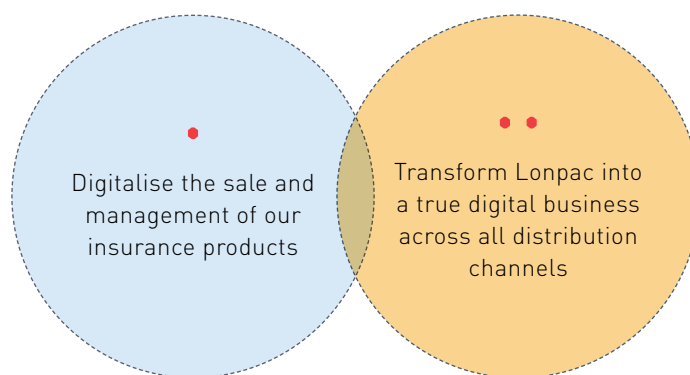 Digitalise the sale and
management of our
insurance products
Transform Lonpac into
a true digital business
across all distribution
channels